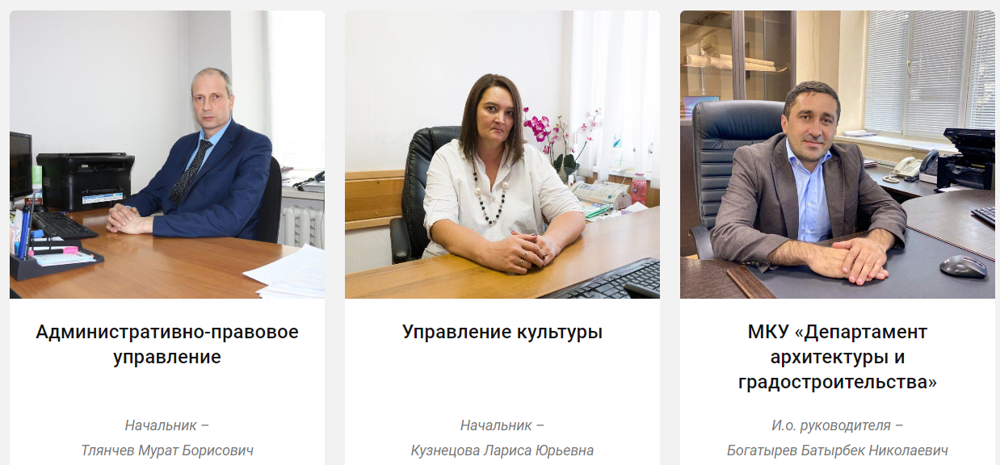 Административно-правовое
управление
Начальник –
Тлянчев Мурат Борисович
Управление культуры
Начальник –
Кузнецова Лариса Юрьевна
МКУ «Департамент
архитектуры и
градостроительства»
И.о. руководителя –
Богатырев Батырбек Николаевич